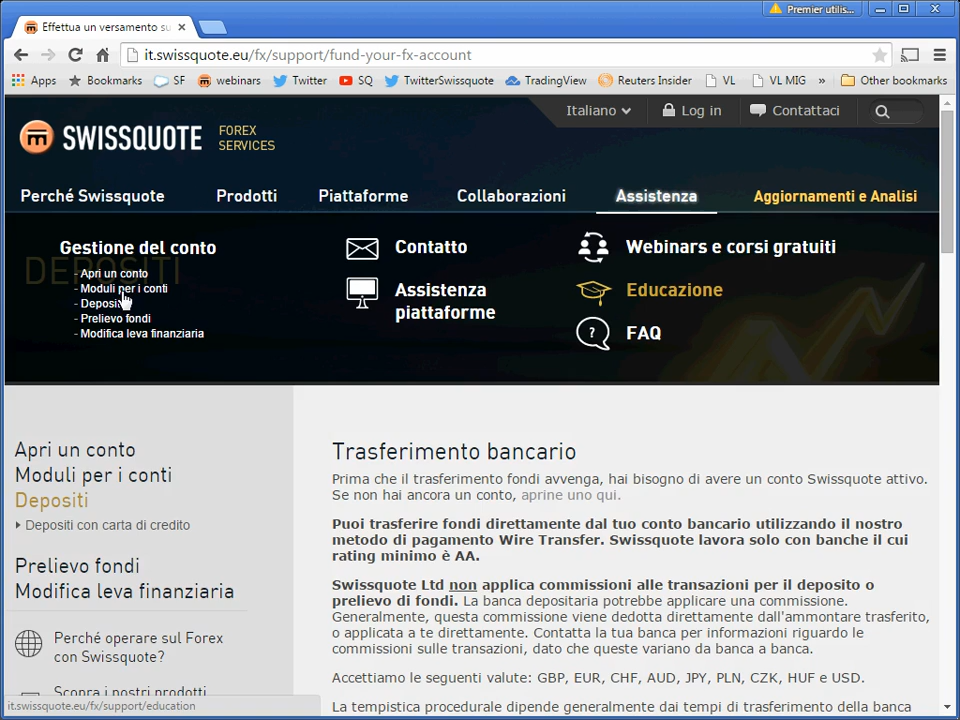 Effettua un versamento su
Premier utilis...
it.swissquote.eu/fx/support/fund-your-fx-account
Apps Bookmarks SF webinars Twitter SQ TwitterSwissquote TradingView Reuters Insider VL VL MIG » Other bookmarks
Italiano Log in Contattaci
SWISSQUOTE FOREX
SERVICES
Perché Swissquote Prodotti Piattaforme Collaborazioni Assistenza Aggiornamenti e Analisi
DEPOSITI
Gestione del conto
- Apri un conto
- Moduli per i conti
- Depositi
- Prelievo fondi
- Modifica leva finanziaria
Contatto
Assistenza
piattaforme
Webinars e corsi gratuiti
Educazione
? FAQ
Apri un conto
Moduli per i conti
Depositi
Depositi con carta di credito
Prelievo fondi
Modifica leva finanziaria
Perché operare sul Forex
con Swissquote?
Scopra i nostri prodotti
Trasferimento bancario
Prima che il trasferimento fondi avvenga, hai bisogno di avere un conto Swissquote attivo.
Se non hai ancora un conto, aprine uno qui.
Puoi trasferire fondi direttamente dal tuo conto bancario utilizzando il nostro
metodo di pagamento Wire Transfer. Swissquote lavora solo con banche il cui
rating minimo è AA.
Swissquote Ltd non applica commissioni alle transazioni per il deposito o
prelievo di fondi. La banca depositaria potrebbe applicare una commissione.
Generalmente, questa commissione viene dedotta direttamente dall'ammontare trasferito,
o applicata a te direttamente. Contatta la tua banca per informazioni riguardo le
commissioni sulle transazioni, dato che queste variano da banca a banca.
Accettiamo le seguenti valute: GBP, EUR, CHF, AUD, JPY, PLN, CZK, HUF e USD.
La tempistica procedurale dipende generalmente dai tempi di trasferimento della banca
it.swissquote.eu/fx/support/education